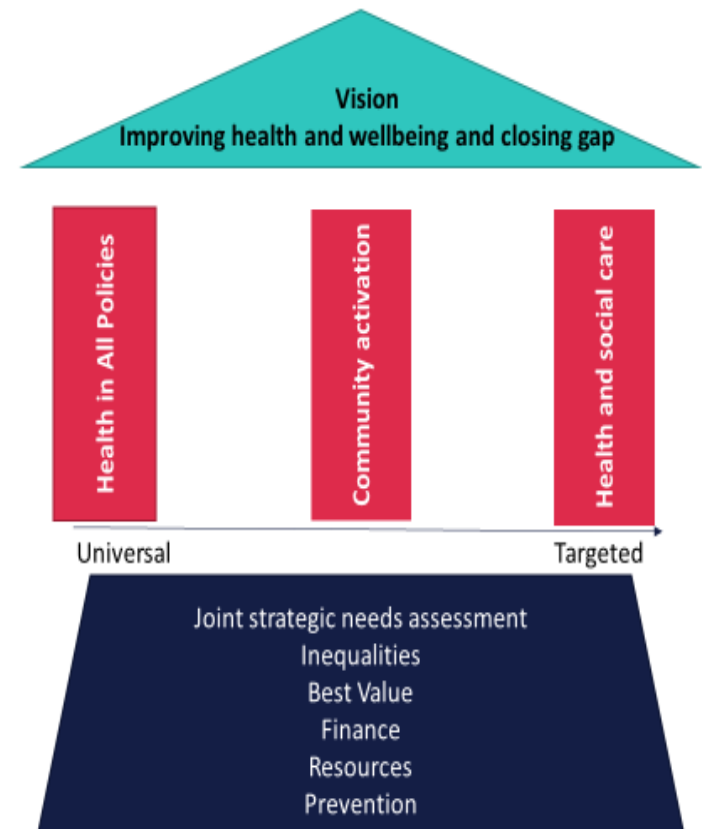 Vision
Improving health and wellbeing and closing gap
Health in All Policies
Community activation
Health and social care
Universal
Targeted
Joint strategic needs assessment
Inequalities
Best Value
Finance
Resources
Prevention